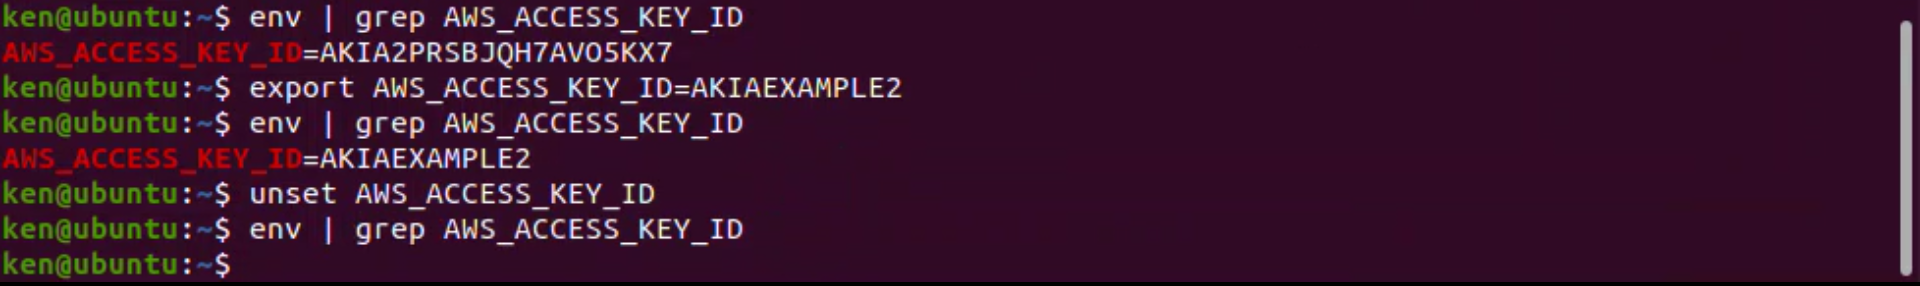 ken@ubuntu:~$ env | grep AWS_ACCESS_KEY_ID
AWS_ACCESS_KEY_ID=AKIA2PRSBJQH7AVO5KX7
ken@ubuntu:~$ export AWS_ACCESS_KEY_ID=AKIAEXAMPLE2
ken@ubuntu:~$ env | grep AWS_ACCESS_KEY_ID
AWS_ACCESS_KEY_ID=AKIAEXAMPLE2
ken@ubuntu:~$ unset AWS_ACCESS_KEY_ID
ken@ubuntu:~$ env | grep AWS_ACCESS_KEY_ID
ken@ubuntu:~$